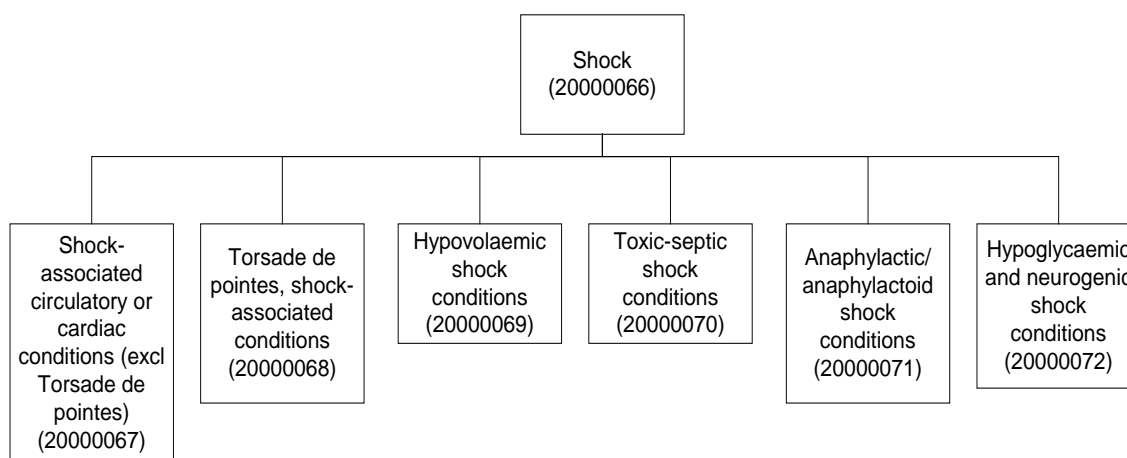 Shock
(20000066)
Shock-
associated
circulatory or
cardiac
conditions (excl
Torsade de
pointes)
(20000067)
Torsade de
pointes, shock-
associated
conditions
(20000068)
Hypovolaemic
shock
conditions
(20000069)
Toxic-septic
shock
conditions
(20000070)
Anaphylactic/
anaphylactoid
shock
conditions
(20000071)
Hypoglycaemic
and neurogenic
shock
conditions
(20000072)